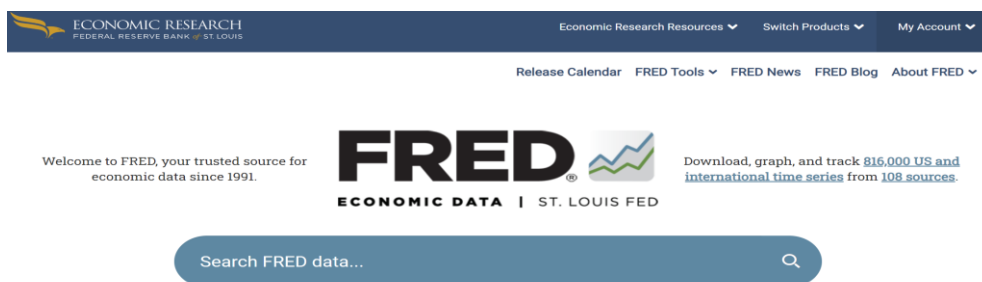 ECONOMIC RESEARCH
FEDERAL RESERVE BANK of ST. LOUIS
Economic Research Resources
Switch Products
My Account
Release Calendar
FRED Tools
FRED News
FRED Blog
About FRED
Welcome to FRED, your trusted source for
economic data since 1991.
FRED®
ECONOMIC DATA | ST. LOUIS FED
Download, graph, and track 816,000 US and
international time series from 108 sources.
Search FRED data...